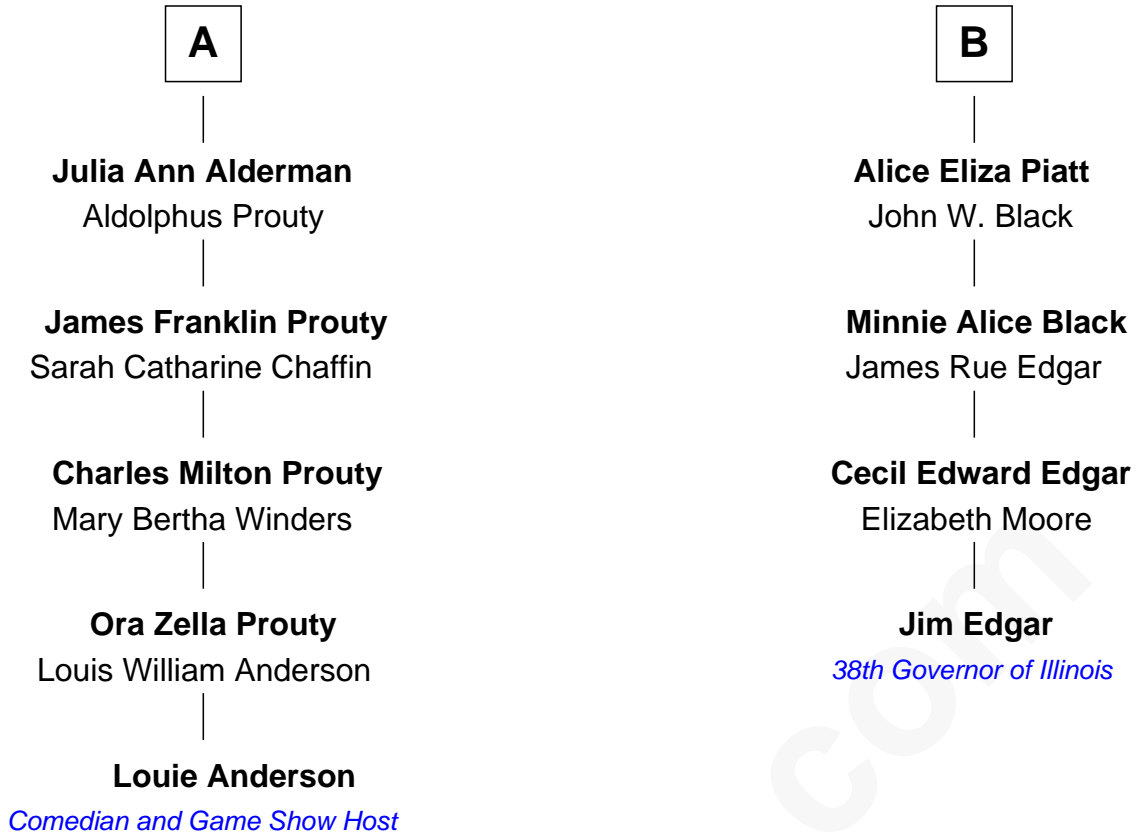 A
Julia Ann Alderman
Aldolphus Prouty
James Franklin Prouty
Sarah Catharine Chaffin
Charles Milton Prouty
Mary Bertha Winders
Ora Zella Prouty
Louis William Anderson
Louie Anderson
Comedian and Game Show Host
B
Alice Eliza Piatt
John W. Black
Minnie Alice Black
James Rue Edgar
Cecil Edward Edgar
Elizabeth Moore
Jim Edgar
38th Governor of Illinois
com